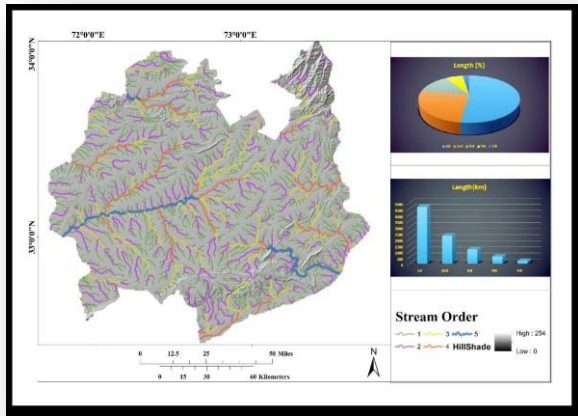 72°0'0"E 73°0'0"E
34°0'0"N
33°0'0"N
Length (%)
Length(km)
Stream Order
1 3 5
2 4 HillShade
High : 254
Low : 0
0 12.5 25 50 Miles
0 15 30 60 Kilometers
N